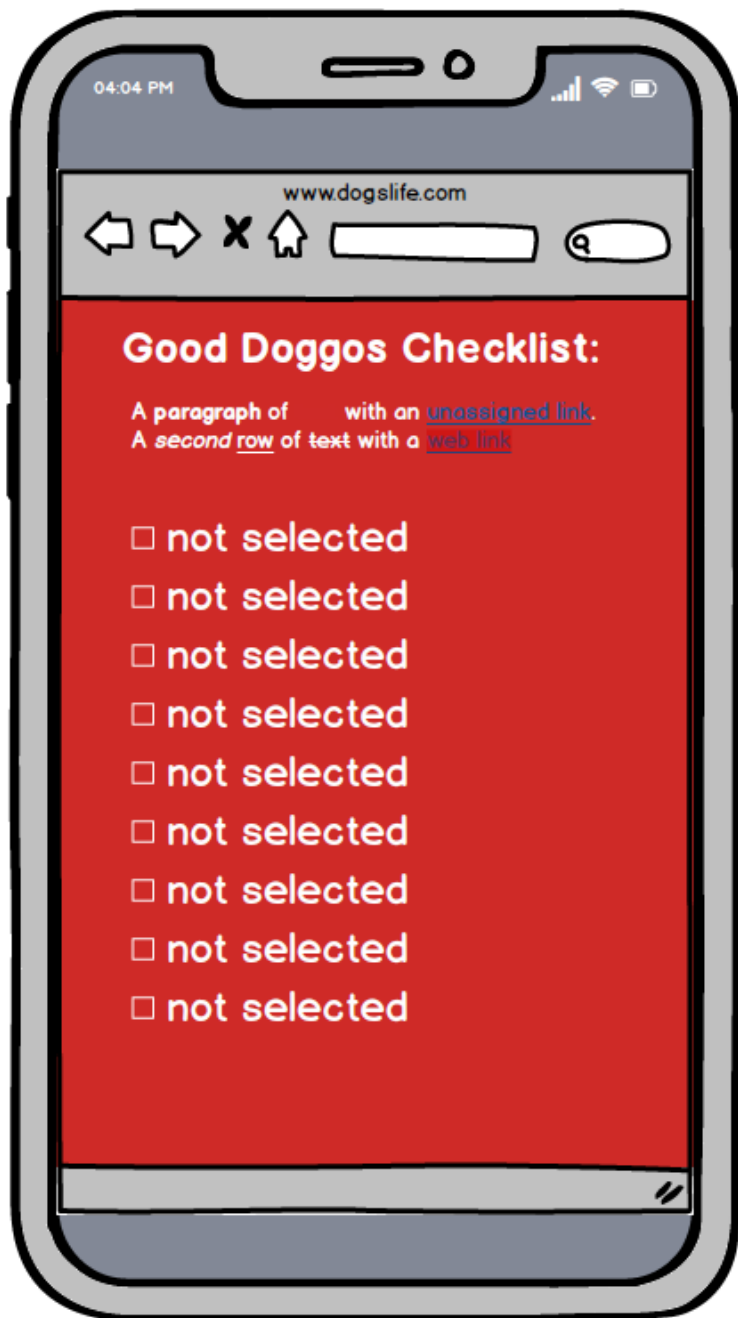 04:04 PM
www.dogslife.com
Good Doggos Checklist:
A paragraph of with an unassigned link.
A second row of text with a web link
not selected
not selected
not selected
not selected
not selected
not selected
not selected
not selected
not selected